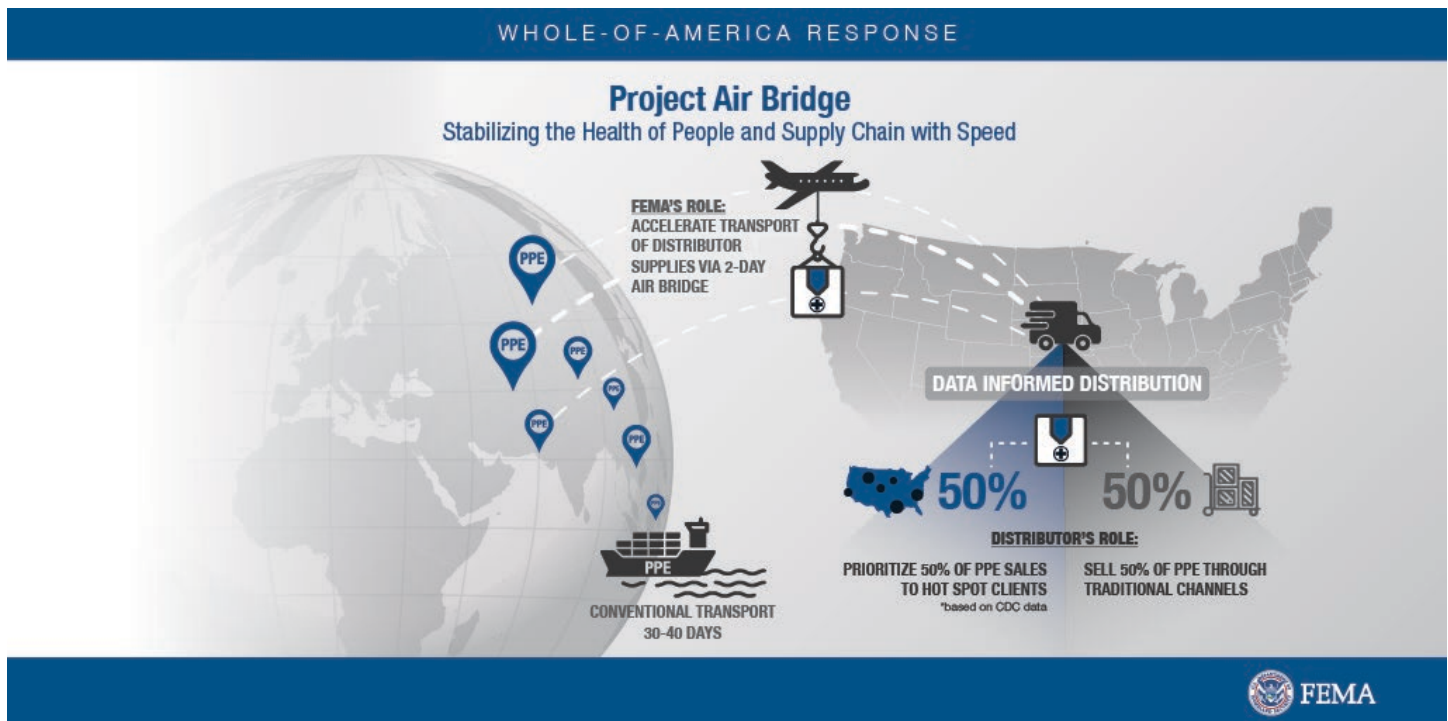 WHOLE-OF-AMERICA RESPONSE
Project Air Bridge
Stabilizing the Health of People and Supply Chain with Speed
FEMA'S ROLE:
ACCELERATE TRANSPORT
OF DISTRIBUTOR
SUPPLIES VIA 2-DAY
AIR BRIDGE
PPE
PPE
PPE
PPE
PPE
PPE
PPE
CONVENTIONAL TRANSPORT
30-40 DAYS
DATA INFORMED DISTRIBUTION
50%
50%
DISTRIBUTOR'S ROLE:
PRIORITIZE 50% OF PPE SALES
TO HOT SPOT CLIENTS
*based on CDC data
SELL 50% OF PPE THROUGH
TRADITIONAL CHANNELS
FEMA